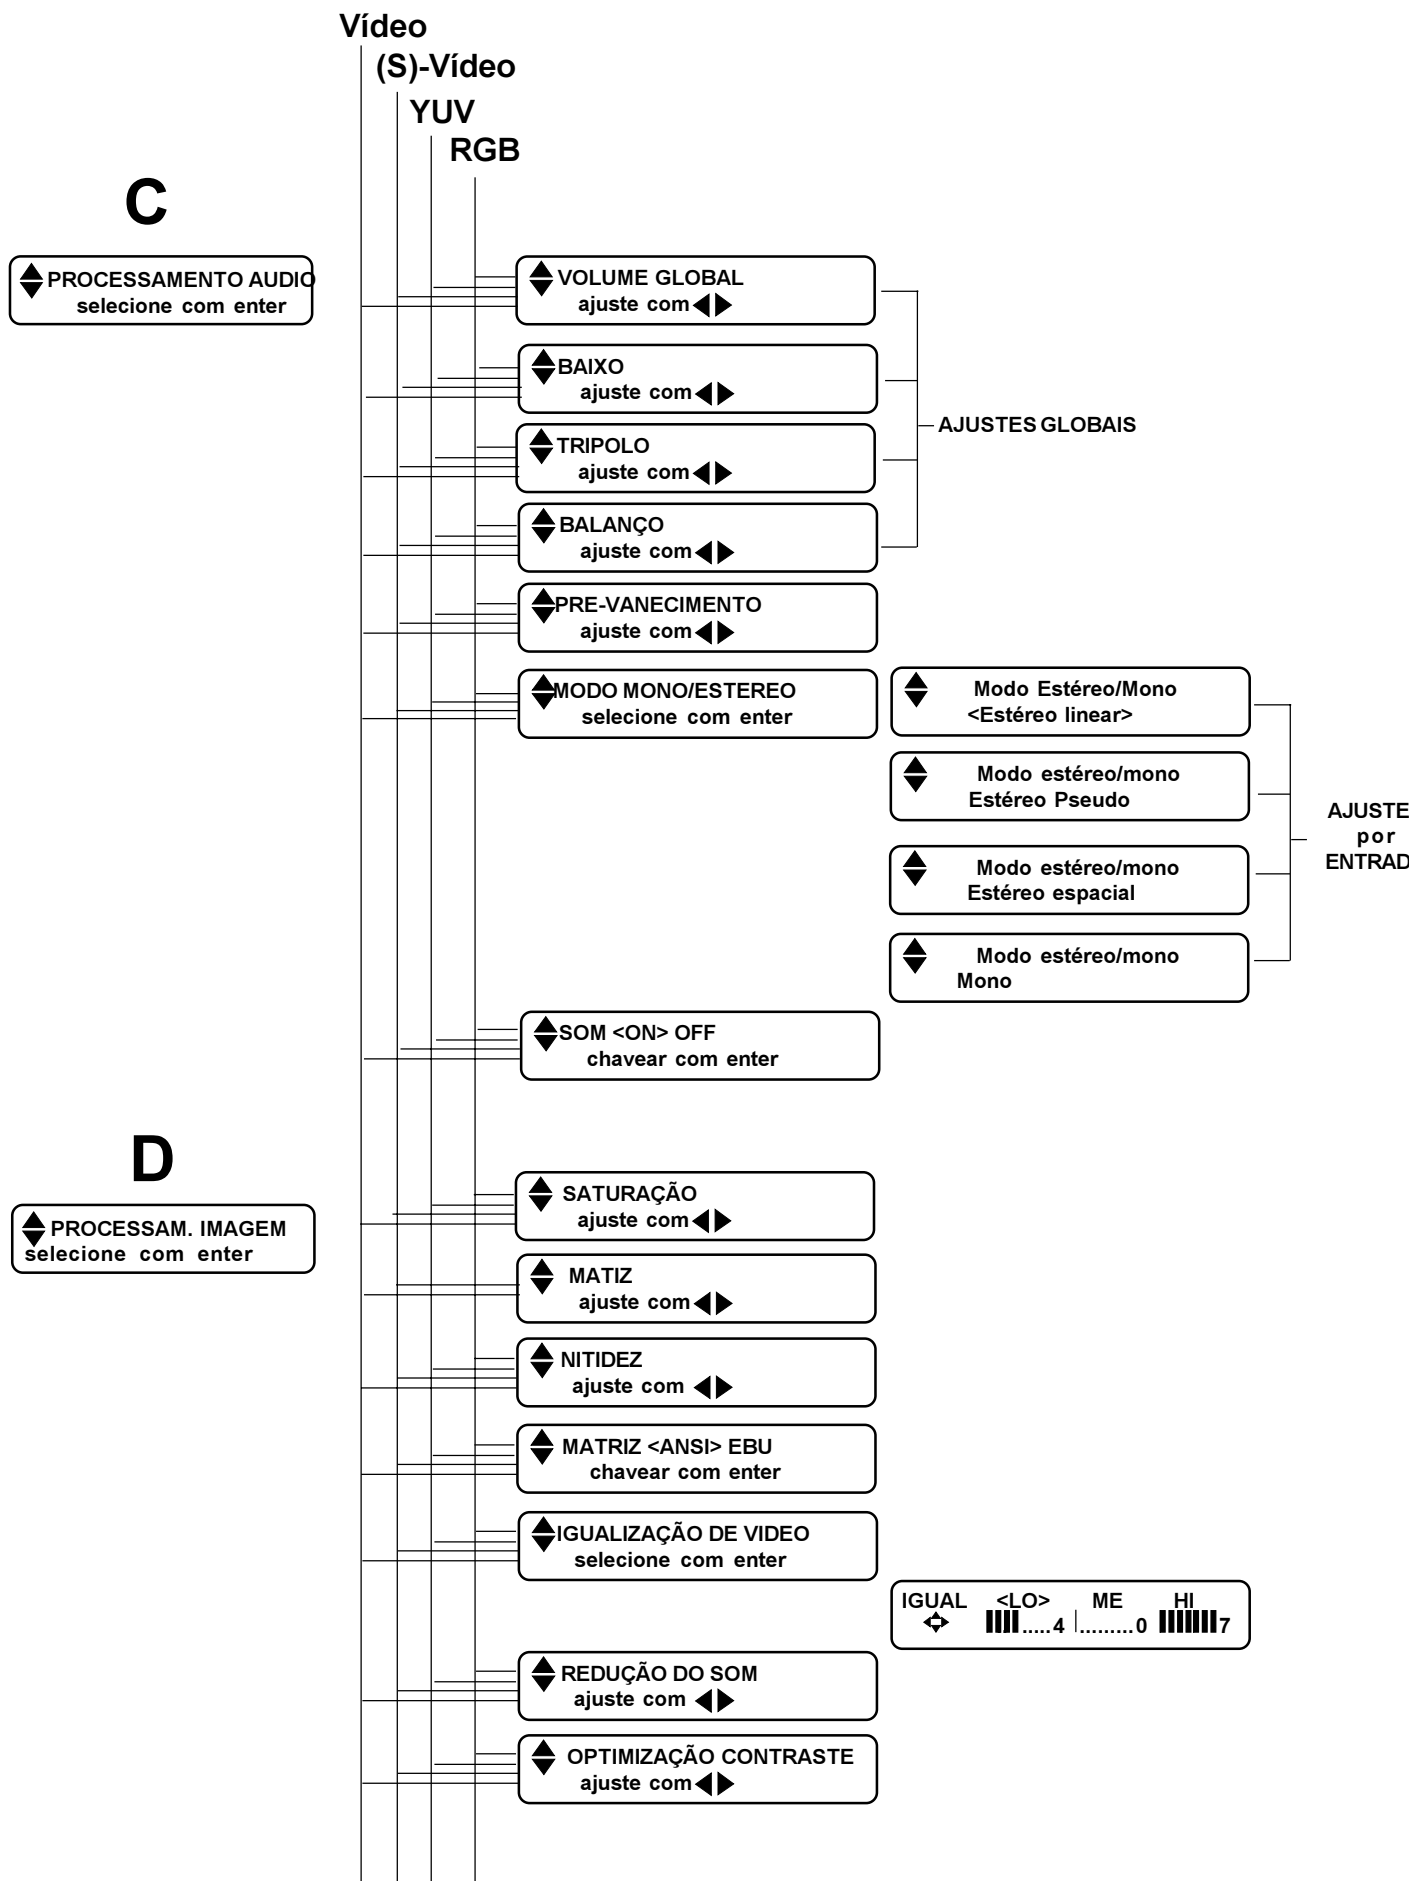 Vídeo
(S)-Vídeo
YUV
RGB
C
PROCESSAMENTO AUDIO
selecione com enter
VOLUME GLOBAL
ajuste com
BAIXO
ajuste com
TRIPOLO
ajuste com
BALANÇO
ajuste com
AJUSTES GLOBAIS
PRE-VANECIMENTO
ajuste com
MODO MONO/ESTEREO
selecione com enter
Modo Estéreo/Mono
<Estéreo linear>
Modo estéreo/mono
Estéreo Pseudo
Modo estéreo/mono
Estéreo espacial
Modo estéreo/mono
Mono
AJUSTE
por
ENTRAD
SOM <ON> OFF
chavear com enter
D
PROCESSAM. IMAGEM
selecione com enter
SATURAÇÃO
ajuste com
MATIZ
ajuste com
NITIDEZ
ajuste com
MATRIZ <ANSI> EBU
chavear com enter
IGUALIZAÇÃO DE VIDEO
selecione com enter
IGUAL <LO> ME HI
.....4 .........0 7
REDUÇÃO DO SOM
ajuste com
OPTIMIZAÇÃO CONTRASTE
ajuste com